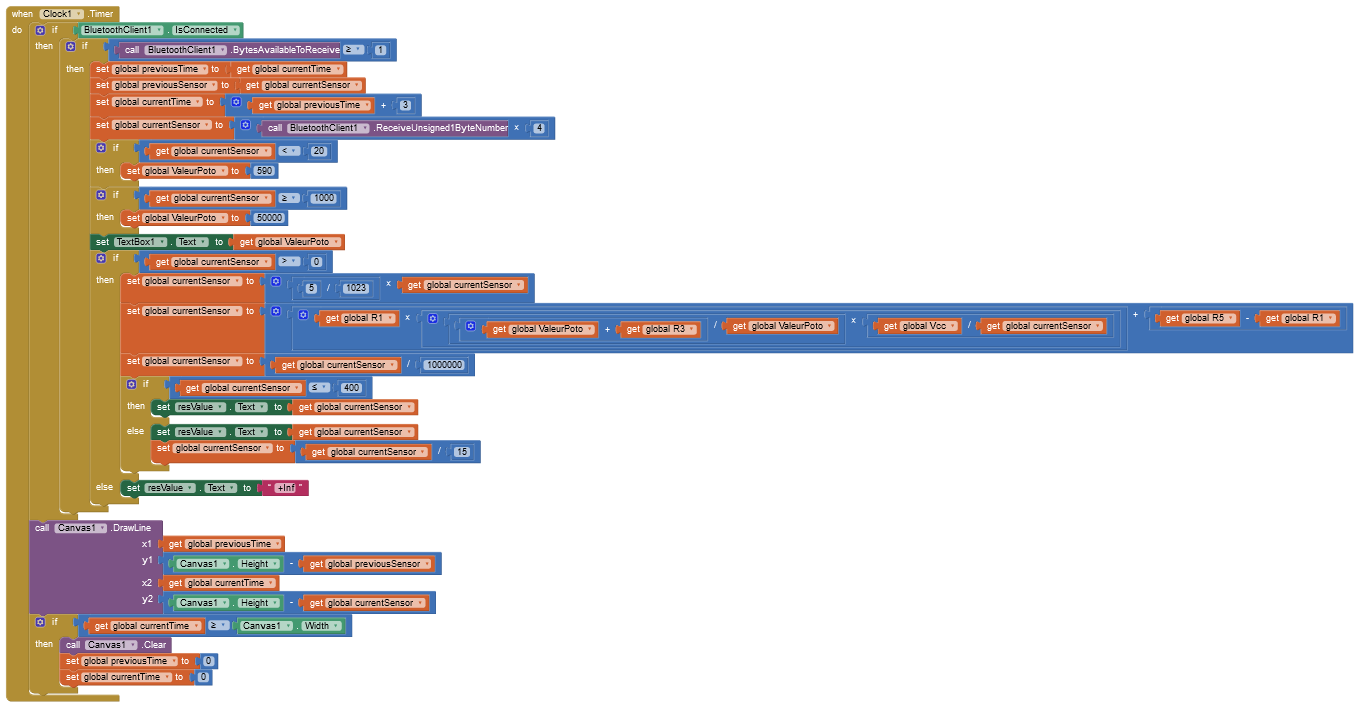 when Clock1 .Timer
do if BluetoothClient1 . IsConnected
then if call BluetoothClient1 .BytesAvailableToReceive ≥ 1
then set global previousTime to get global currentTime
set global previousSensor to get global currentSensor
set global currentTime to get global previousTime + 3
set global currentSensor to call BluetoothClient1 .ReceiveUnsigned1ByteNumber x 4
if get global currentSensor < 20
then set global ValeurPoto to 590
if get global currentSensor ≥ 1000
then set global ValeurPoto to 50000
set TextBox1 . Text to get global ValeurPoto
if get global currentSensor > 0
then set global currentSensor to 5 / 1023 x get global currentSensor
set global currentSensor to get global R1 x get global ValeurPoto + get global R3 / get global ValeurPoto x get global Vcc / get global currentSensor + get global R5 - get global R1
set global currentSensor to get global currentSensor / 1000000
if get global currentSensor ≤ 400
then set resValue . Text to get global currentSensor
else set resValue . Text to get global currentSensor
set global currentSensor to get global currentSensor / 15
else set resValue . Text to " +Inf "
call Canvas1 .DrawLine
x1 get global previousTime
y1 Canvas1 . Height - get global previousSensor
x2 get global currentTime
y2 Canvas1 . Height - get global currentSensor
if get global currentTime ≥ Canvas1 . Width
then call Canvas1 .Clear
set global previousTime to 0
set global currentTime to 0